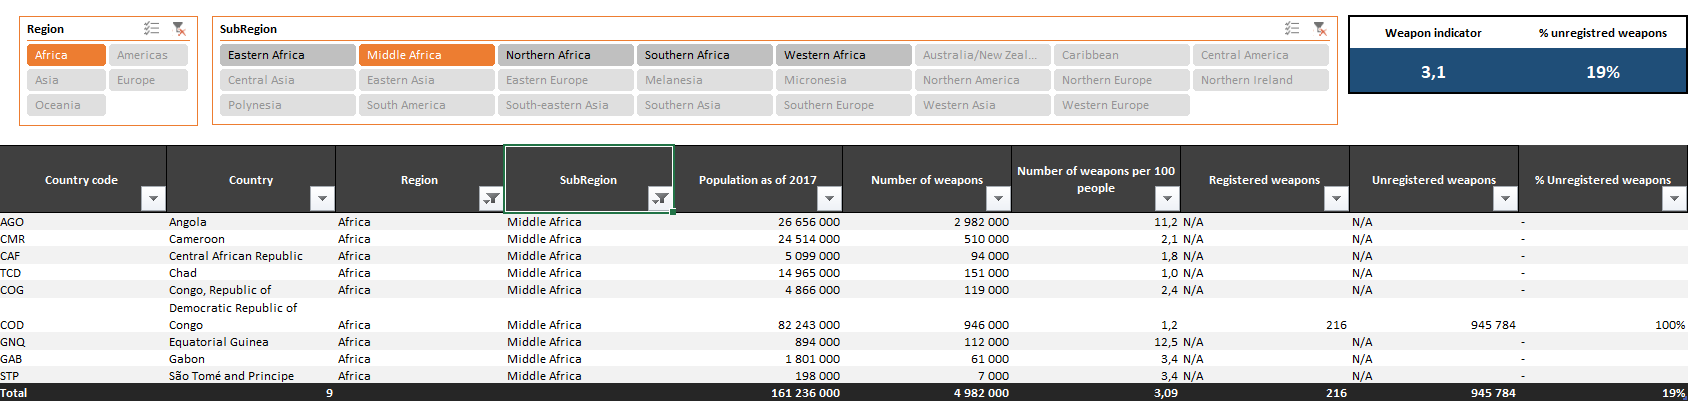 Region
Africa Americas
Asia Europe
Oceania
SubRegion
Eastern Africa Middle Africa Northern Africa Southern Africa Western Africa Australia/New Zeal... Caribbean Central America
Central Asia Eastern Asia Eastern Europe Melanesia Micronesia Northern America Northern Europe Northern Ireland
Polynesia South America South-eastern Asia Southern Asia Southern Europe Western Asia Western Europe
Weapon indicator % unregistred weapons
3,1 19%
Country code Country Region SubRegion Population as of 2017 Number of weapons Number of weapons per 100 people Registered weapons Unregistered weapons % Unregistered weapons
AGO Angola Africa Middle Africa 26 656 000 2 982 000 11,2 N/A N/A -
CMR Cameroon Africa Middle Africa 24 514 000 510 000 2,1 N/A N/A -
CAF Central African Republic Africa Middle Africa 5 099 000 94 000 1,8 N/A N/A -
TCD Chad Africa Middle Africa 14 965 000 151 000 1,0 N/A N/A -
COG Congo, Republic of Africa Middle Africa 4 866 000 119 000 2,4 N/A N/A -
Democratic Republic of
COD Congo Africa Middle Africa 82 243 000 946 000 1,2 216 945 784 100%
GNQ Equatorial Guinea Africa Middle Africa 894 000 112 000 12,5 N/A N/A -
GAB Gabon Africa Middle Africa 1 801 000 61 000 3,4 N/A N/A -
STP São Tomé and Principe Africa Middle Africa 198 000 7 000 3,4 N/A N/A -
Total 9 161 236 000 4 982 000 3,09 216 945 784 19%